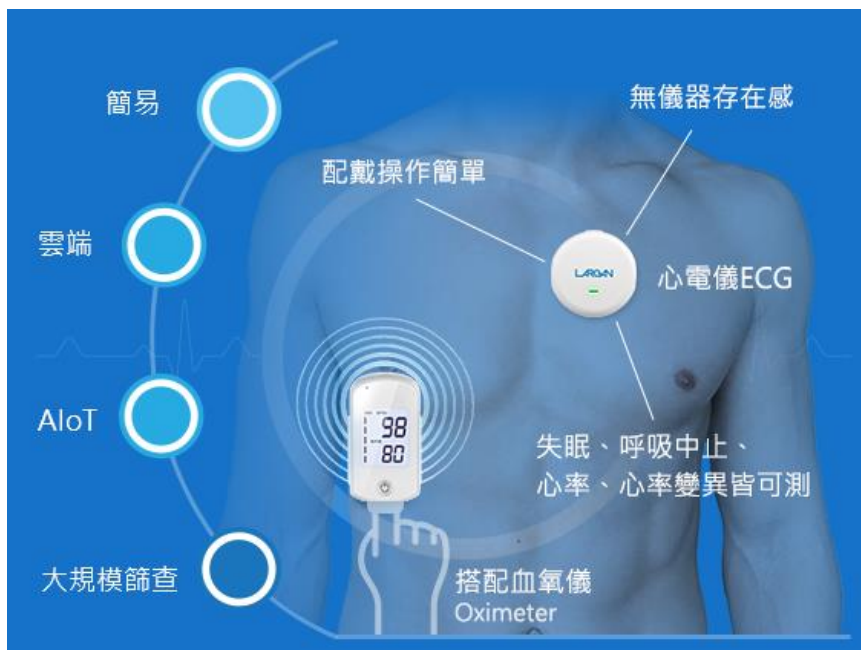 簡易
無儀器存在感
配戴操作簡單
雲端
LARGAN
心電儀ECG
98
80
AIoT
失眠、呼吸中止、
心率、心率變異皆可測
大規模篩查
搭配血氧儀
Oximeter